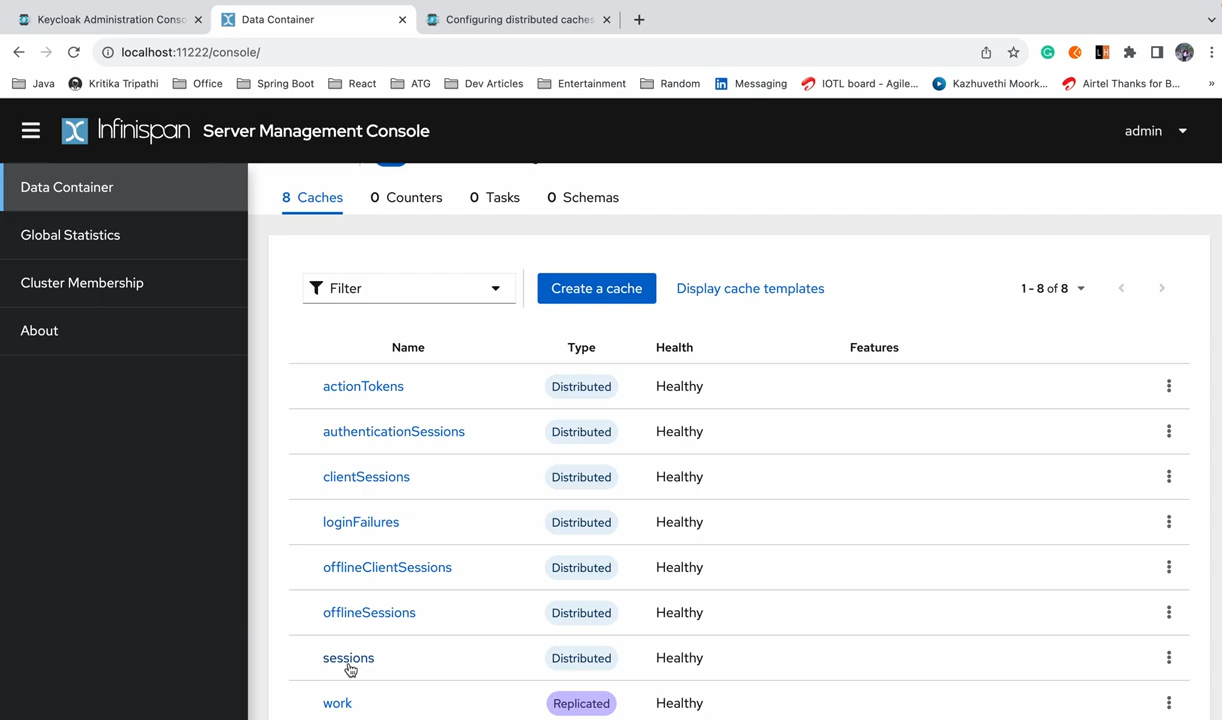 Keycloak Administration Conso
Data Container
Configuring distributed caches
localhost:11222/console/
Java
Kritika Tripathi
Office
Spring Boot
React
ATG
Dev Articles
Entertainment
Random
Messaging
IOTL board - Agile...
Kazhuvethi Moork...
Airtel Thanks for B...
»
Infinispan Server Management Console
admin
Data Container
Global Statistics
Cluster Membership
About
8 Caches
0 Counters
0 Tasks
0 Schemas
Filter
Create a cache
Display cache templates
1 - 8 of 8
Name Type Health Features
actionTokens Distributed Healthy
authenticationSessions Distributed Healthy
clientSessions Distributed Healthy
loginFailures Distributed Healthy
offlineClientSessions Distributed Healthy
offlineSessions Distributed Healthy
sessions Distributed Healthy
work Replicated Healthy